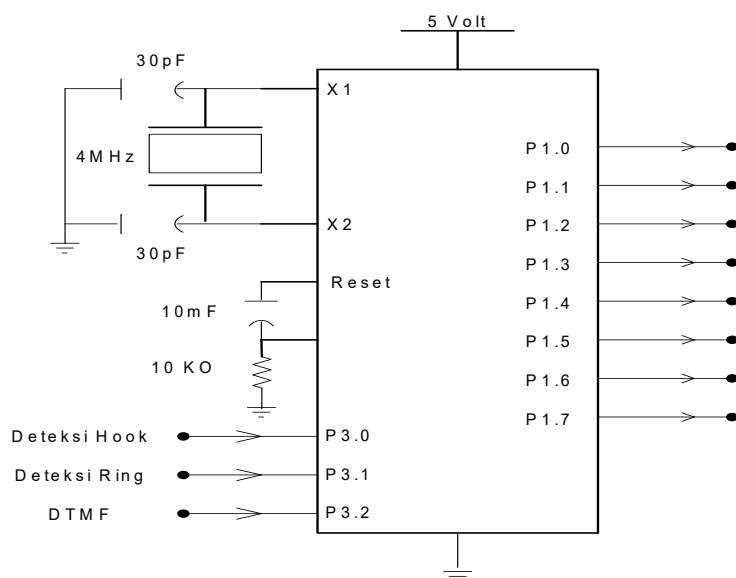 5 Volt
30pF
X1
4MHz
P1.0
P1.1
P1.2
X2
30pF
P1.3
Reset
10mF
P1.4
P1.5
10 KO
P1.6
P1.7
Deteksi Hook
P3.0
Deteksi Ring
P3.1
DTMF
P3.2